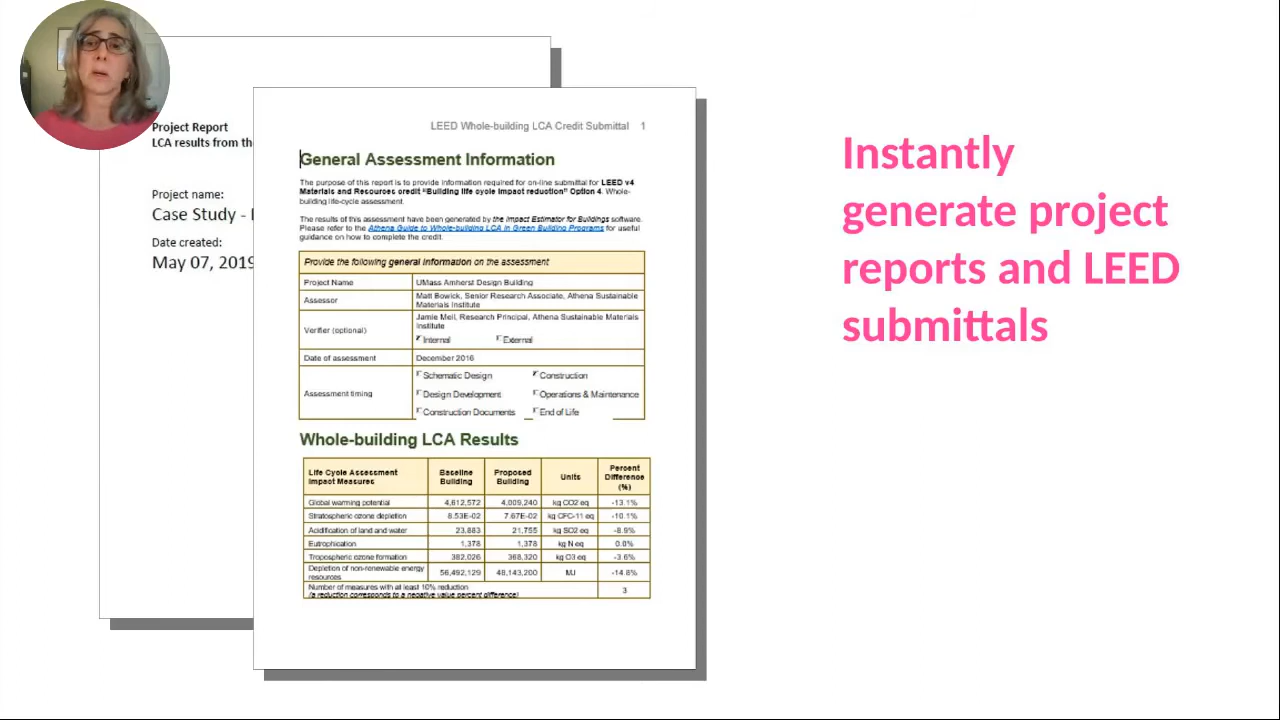 Project Report
LCA results from th
Project name:
Case Study - I
Date created:
May 07, 2019
LEED Whole-building LCA Credit Submittal 1
General Assessment Information
The purpose of this report is to provide information required for on-line submittal for LEED v4
Materials and Resources credit "Building life cycle impact reduction" Option 4. Whole-
building life-cycle assessment.
The results of this assessment have been generated by the Impact Estimator for Buildings software.
Please refer to the Athena Guide to Whole-building LCA in Green Building Programs for useful
guidance on how to complete the credit.
Provide the following general information on the assessment
Project Name UMass Amherst Design Building
Assessor Matt Bowick, Senior Research Associate, Athena Sustainable
Materials Institute
Verifier (optional) Jamie Meil, Research Principal, Athena Sustainable Materials
Institute
Internal External
Date of assessment December 2016
Assessment timing
Schematic Design Construction
Design Development Operations & Maintenance
Construction Documents End of Life
Whole-building LCA Results
Life Cycle Assessment
Impact Measures
Baseline
Building
Proposed
Building
Units
Percent
Difference
(%)
Global warming potential 4,612,572 4,009,240 kg CO2 eq -13.1%
Stratospheric ozone depletion 8.53E-02 7.67E-02 kg CFC-11 eq -10.1%
Acidification of land and water 23,883 21,755 kg SO2 eq -8.9%
Eutrophication 1,378 1,378 kg N eq 0.0%
Tropospheric ozone formation 382,026 368,320 kg O3 eq -3.6%
Depletion of non-renewable energy
resources 56,492,129 48,143,200 MJ -14.8%
Number of measures with at least 10% reduction
(a reduction corresponds to a negative value percent difference) 3
Instantly
generate project
reports and LEED
submittals